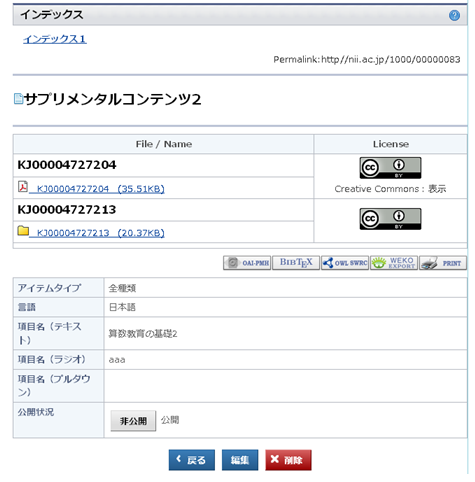 インデックス
インデックス1
Permalink:http//nii.ac.jp/1000/00000083
サプリメンタルコンテンツ2
File / Name License
KJ00004727204
KJ00004727204 (35.51KB)
cc BY
Creative Commons : 表示
KJ00004727213
KJ00004727213 (20.37KB)
cc BY
OAI-PMH BIBTEX OWL SWRC WEKO EXPORT PRINT
アイテムタイプ 全種類
言語 日本語
項目名 (テキスト) 算数教育の基礎2
項目名 (ラジオ) aaa
項目名 (プルダウン)
公開状況 非公開 公開
戻る 編集 削除